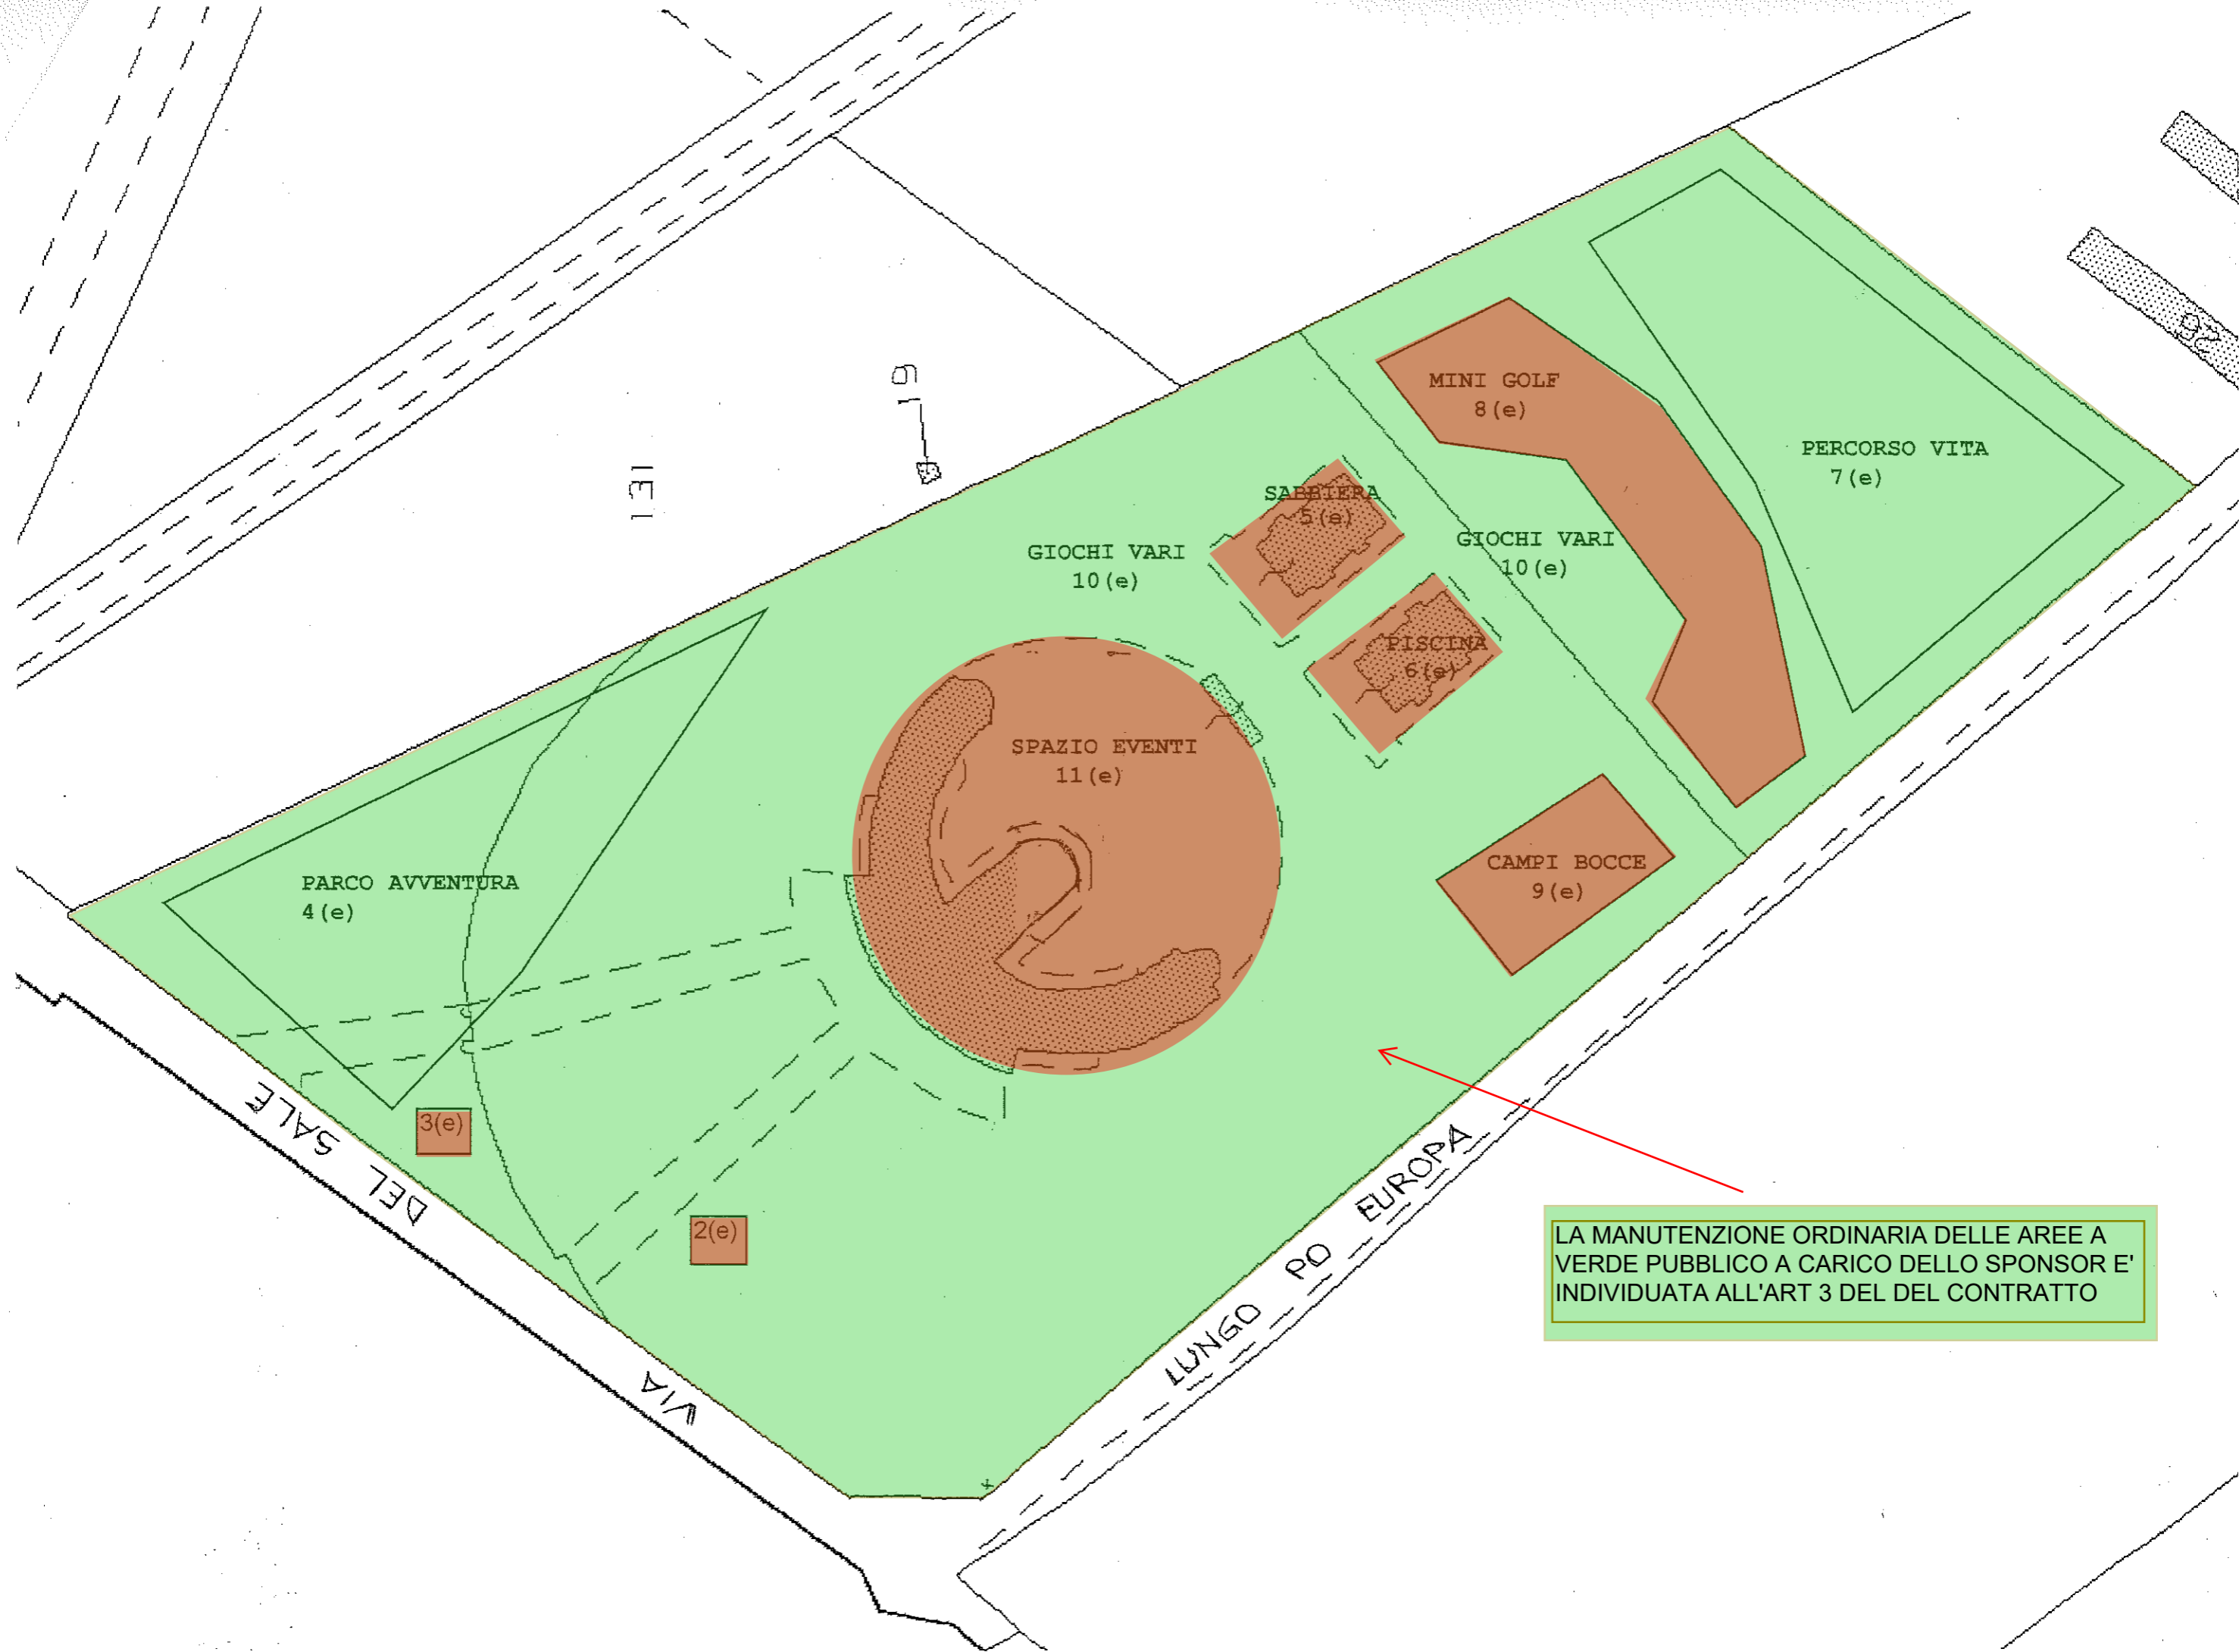 MINI GOLF
8(e)
19
PERCORSO VITA
7(e)
131
SABBIERA
5(e)
GIOCHI VARI
10(e)
GIOCHI VARI
10(e)
PISCINA
6(e)
SPAZIO EVENTI
11(e)
CAMPI BOCCE
9(e)
PARCO AVVENTURA
4(e)
3(e)
2(e)
VIA DEL SALE
LUNGO PO EUROPA
LA MANUTENZIONE ORDINARIA DELLE AREE A
VERDE PUBBLICO A CARICO DELLO SPONSOR E'
INDIVIDUATA ALL'ART 3 DEL DEL CONTRATTO